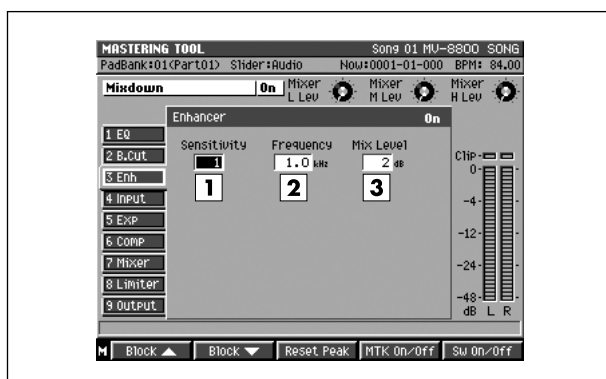 MASTERING TOOL Song 01 MV-8800 SONG
PadBank:01(Part01) Slider:Audio Now:0001-01-000 BPM: 84.00
Mixdown On Mixer L Lev Mixer M Lev Mixer H Lev
Enhancer On
1 EQ
2 B.Cut
3 Enh
4 Input
5 Exp
6 Comp
7 Mixer
8 Limiter
9 Output
Sensitivity Frequency Mix Level
1 1.0 kHz 2 dB
1 2 3
Clip
0
-4
-12
-24
-48
dB L R
M Block ▲ Block ▼ Reset Peak MTK On/Off Sw On/Off